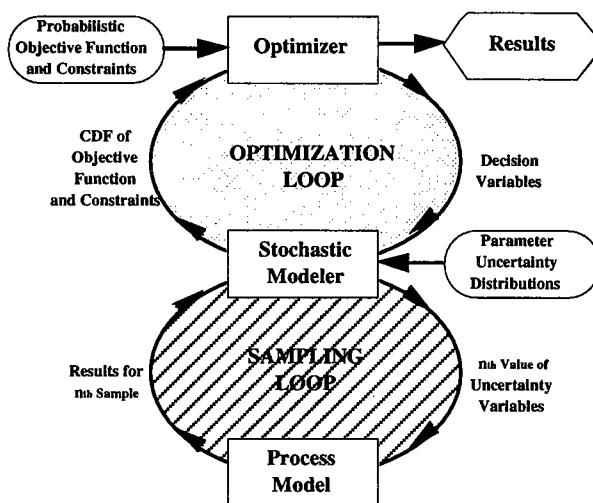 Probabilistic
Objective Function
and Constraints
Optimizer
Results
CDF of
Objective
Function
and Constraints
OPTIMIZATION
LOOP
Decision
Variables
Stochastic
Modeler
Parameter
Uncertainty
Distributions
Results for
nth Sample
SAMPLING
LOOP
nth Value of
Uncertainty
Variables
Process
Model